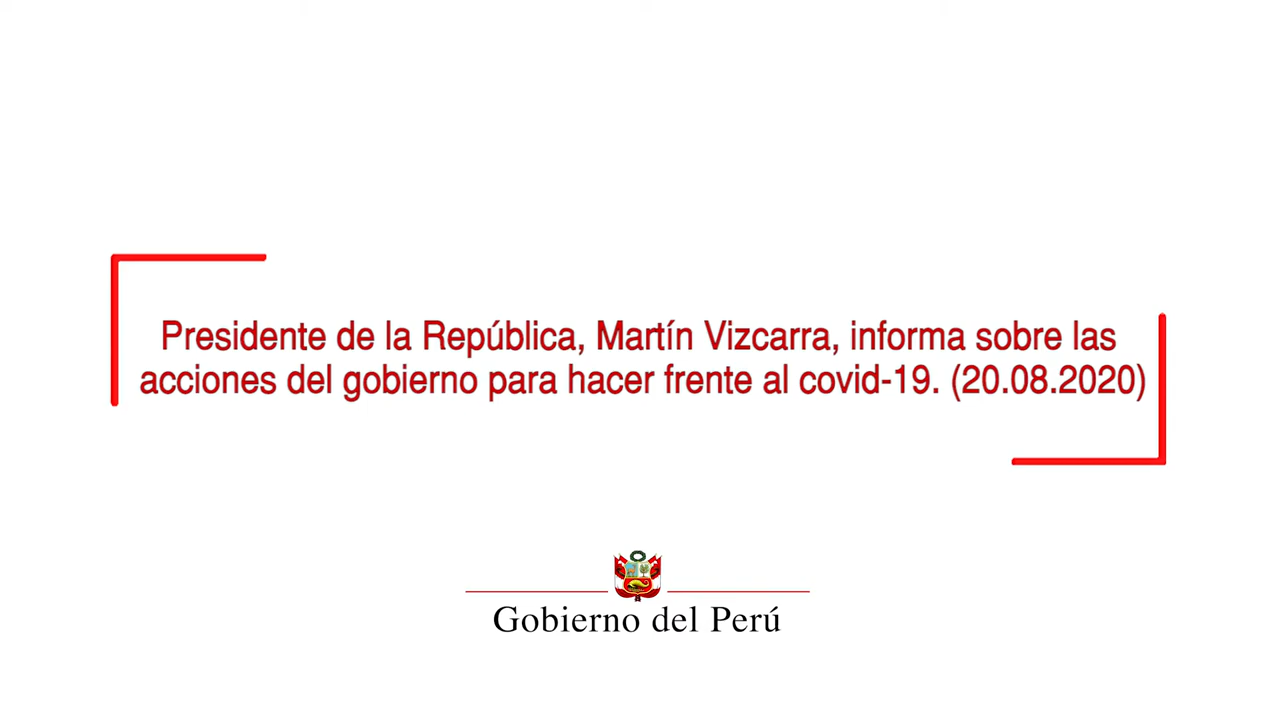 Presidente de la República, Martín Vizcarra, informa sobre las
acciones del gobierno para hacer frente al covid-19. (20.08.2020)
Gobierno del Perú